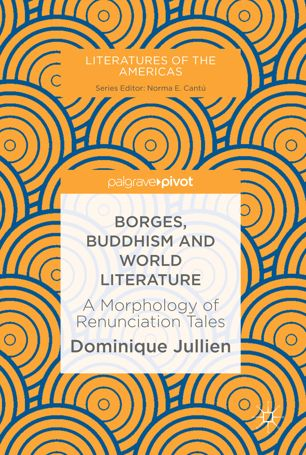 LITERATURES OF THE
AMERICAS
Series Editor: Norma E. Cantú
palgrave pivot
BORGES,
BUDDHISM AND
WORLD
LITERATURE
A Morphology of
Renunciation Tales
Dominique Jullien